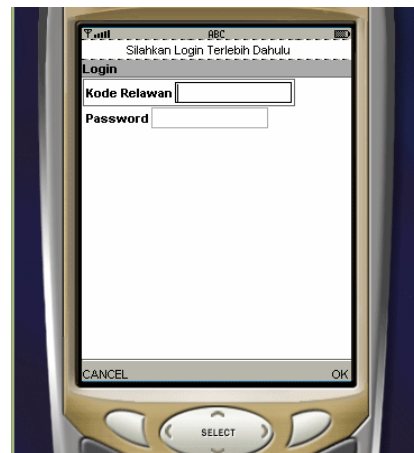 ABC
Silahkan Login Terlebih Dahulu
Login
Kode Relawan
Password
CANCEL OK
SELECT